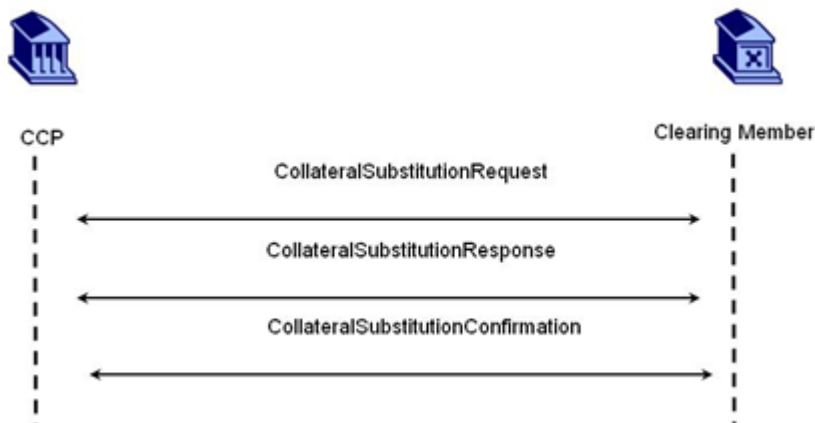 CCP
Clearing Member
CollateralSubstitutionRequest
CollateralSubstitutionResponse
CollateralSubstitutionConfirmation